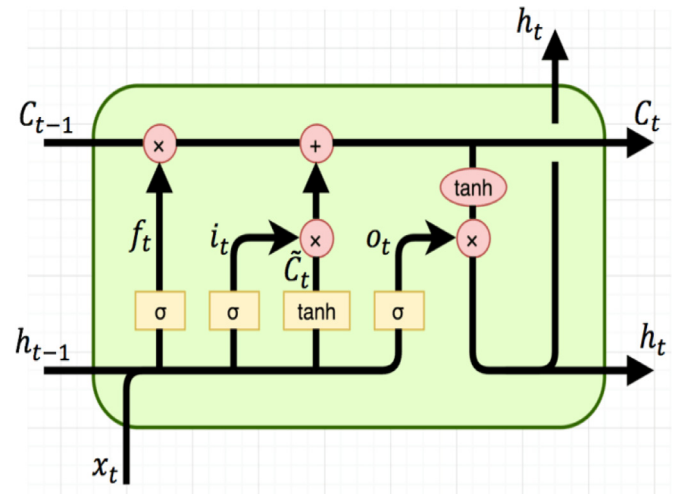 h_t
C_{t-1}
C_t
×
+
tanh
f_t
i_t
×
o_t
×
C̃_t
σ
σ
tanh
σ
h_{t-1}
h_t
x_t